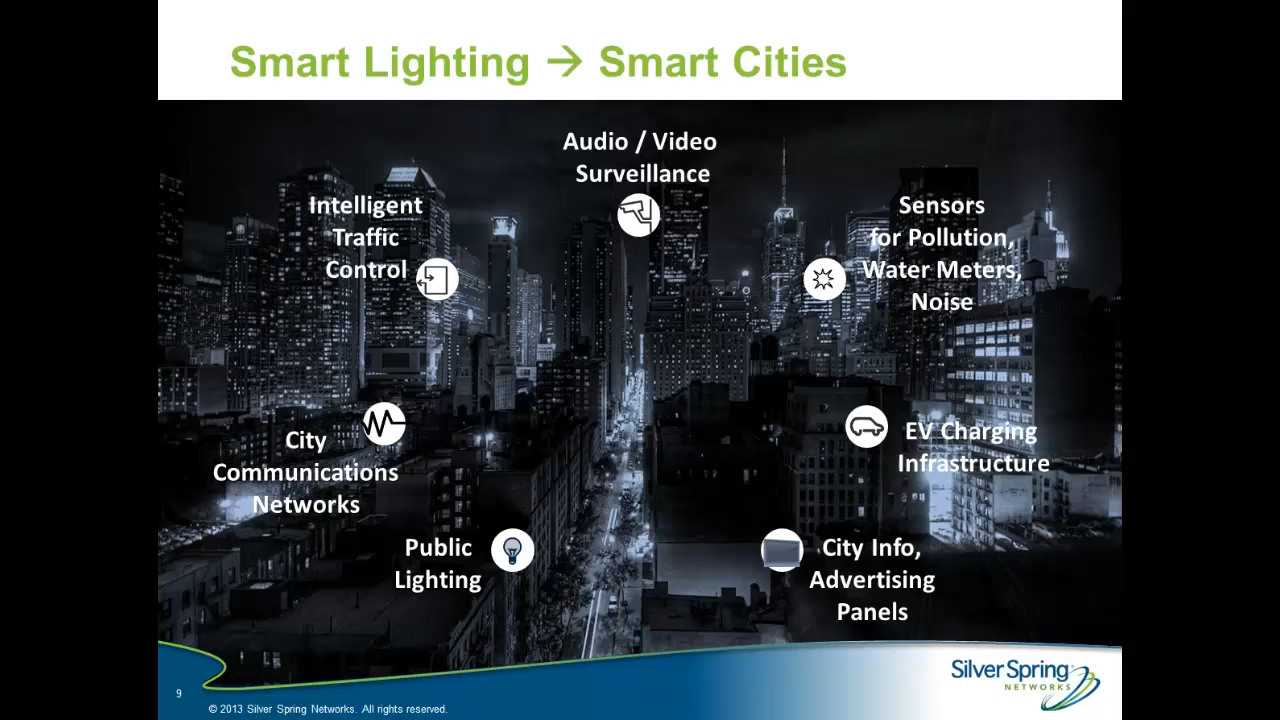 Smart Lighting → Smart Cities
Audio / Video
Surveillance
Intelligent
Traffic
Control
Sensors
for Pollution,
Water Meters,
Noise
City
Communications
Networks
EV Charging
Infrastructure
Public
Lighting
City Info,
Advertising
Panels
9
© 2013 Silver Spring Networks. All rights reserved.
Silver Spring
NETWORKS